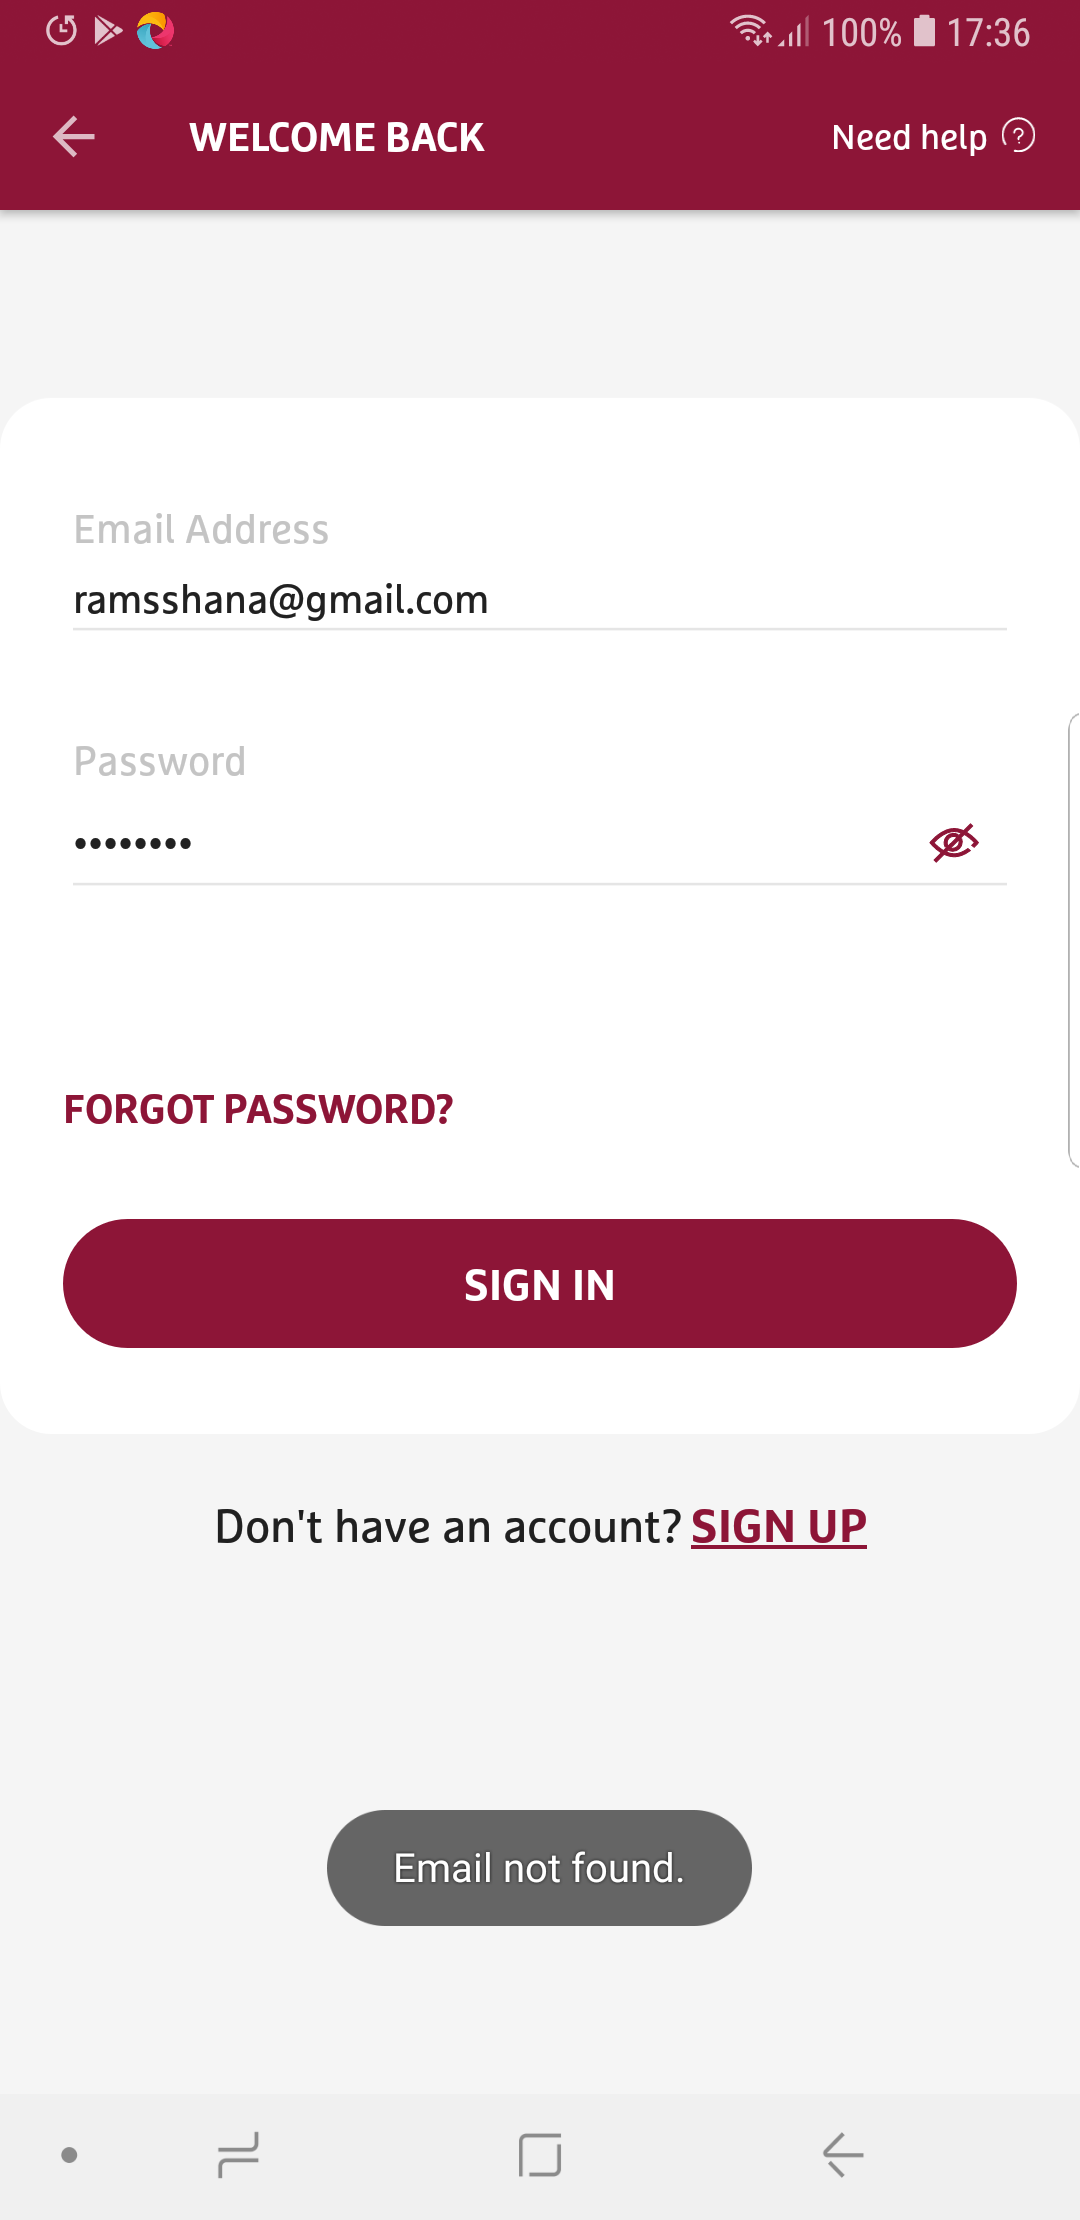 100% 17:36
WELCOME BACK
Need help ?
Email Address
ramsshana@gmail.com
Password
••••••••
FORGOT PASSWORD?
SIGN IN
Don't have an account? SIGN UP
Email not found.